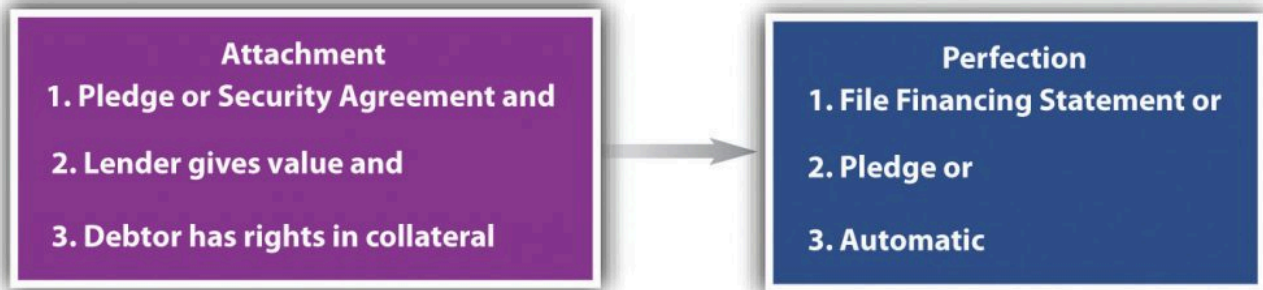 Attachment
1. Pledge or Security Agreement and
2. Lender gives value and
3. Debtor has rights in collateral
Perfection
1. File Financing Statement or
2. Pledge or
3. Automatic